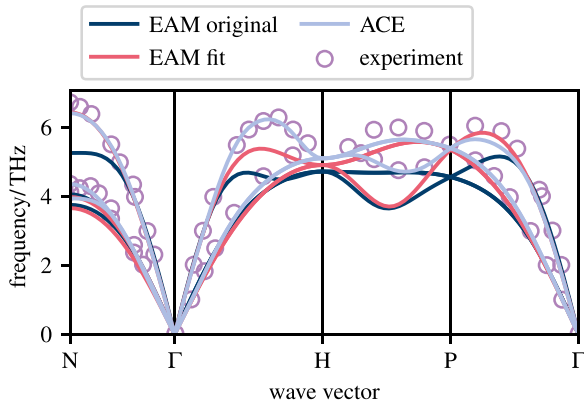 EAM original
ACE
EAM fit
experiment
frequency/THz
6
4
2
0
N
Γ
H
P
Γ
wave vector